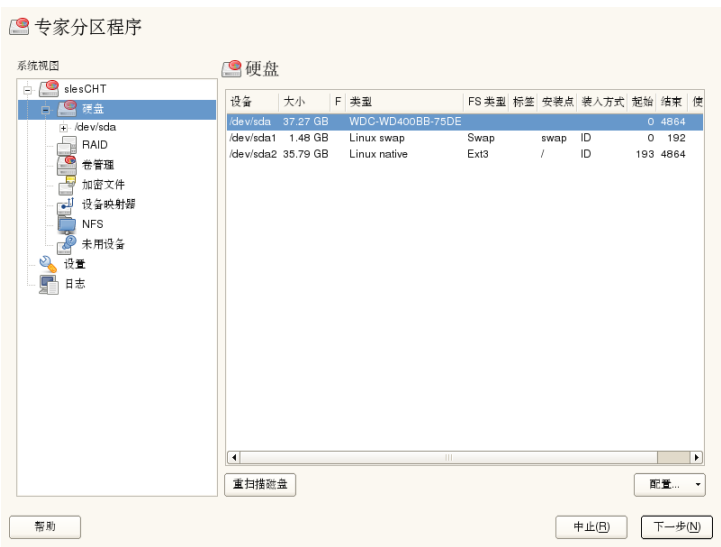 专家分区程序
系统视图
slesCHT
硬盘
/dev/sda
RAID
卷管理
加密文件
设备映射器
NFS
未用设备
设置
日志
硬盘
设备 大小 F 类型 FS 类型 标签 安装点 装入方式 起始 结束 使
/dev/sda 37.27 GB WDC-WD400BB-75DE 0 4864
/dev/sda1 1.48 GB Linux swap Swap swap ID 0 192
/dev/sda2 35.79 GB Linux native Ext3 / ID 193 4864
重扫描磁盘
配置...
帮助
中止(R)
下一步(N)